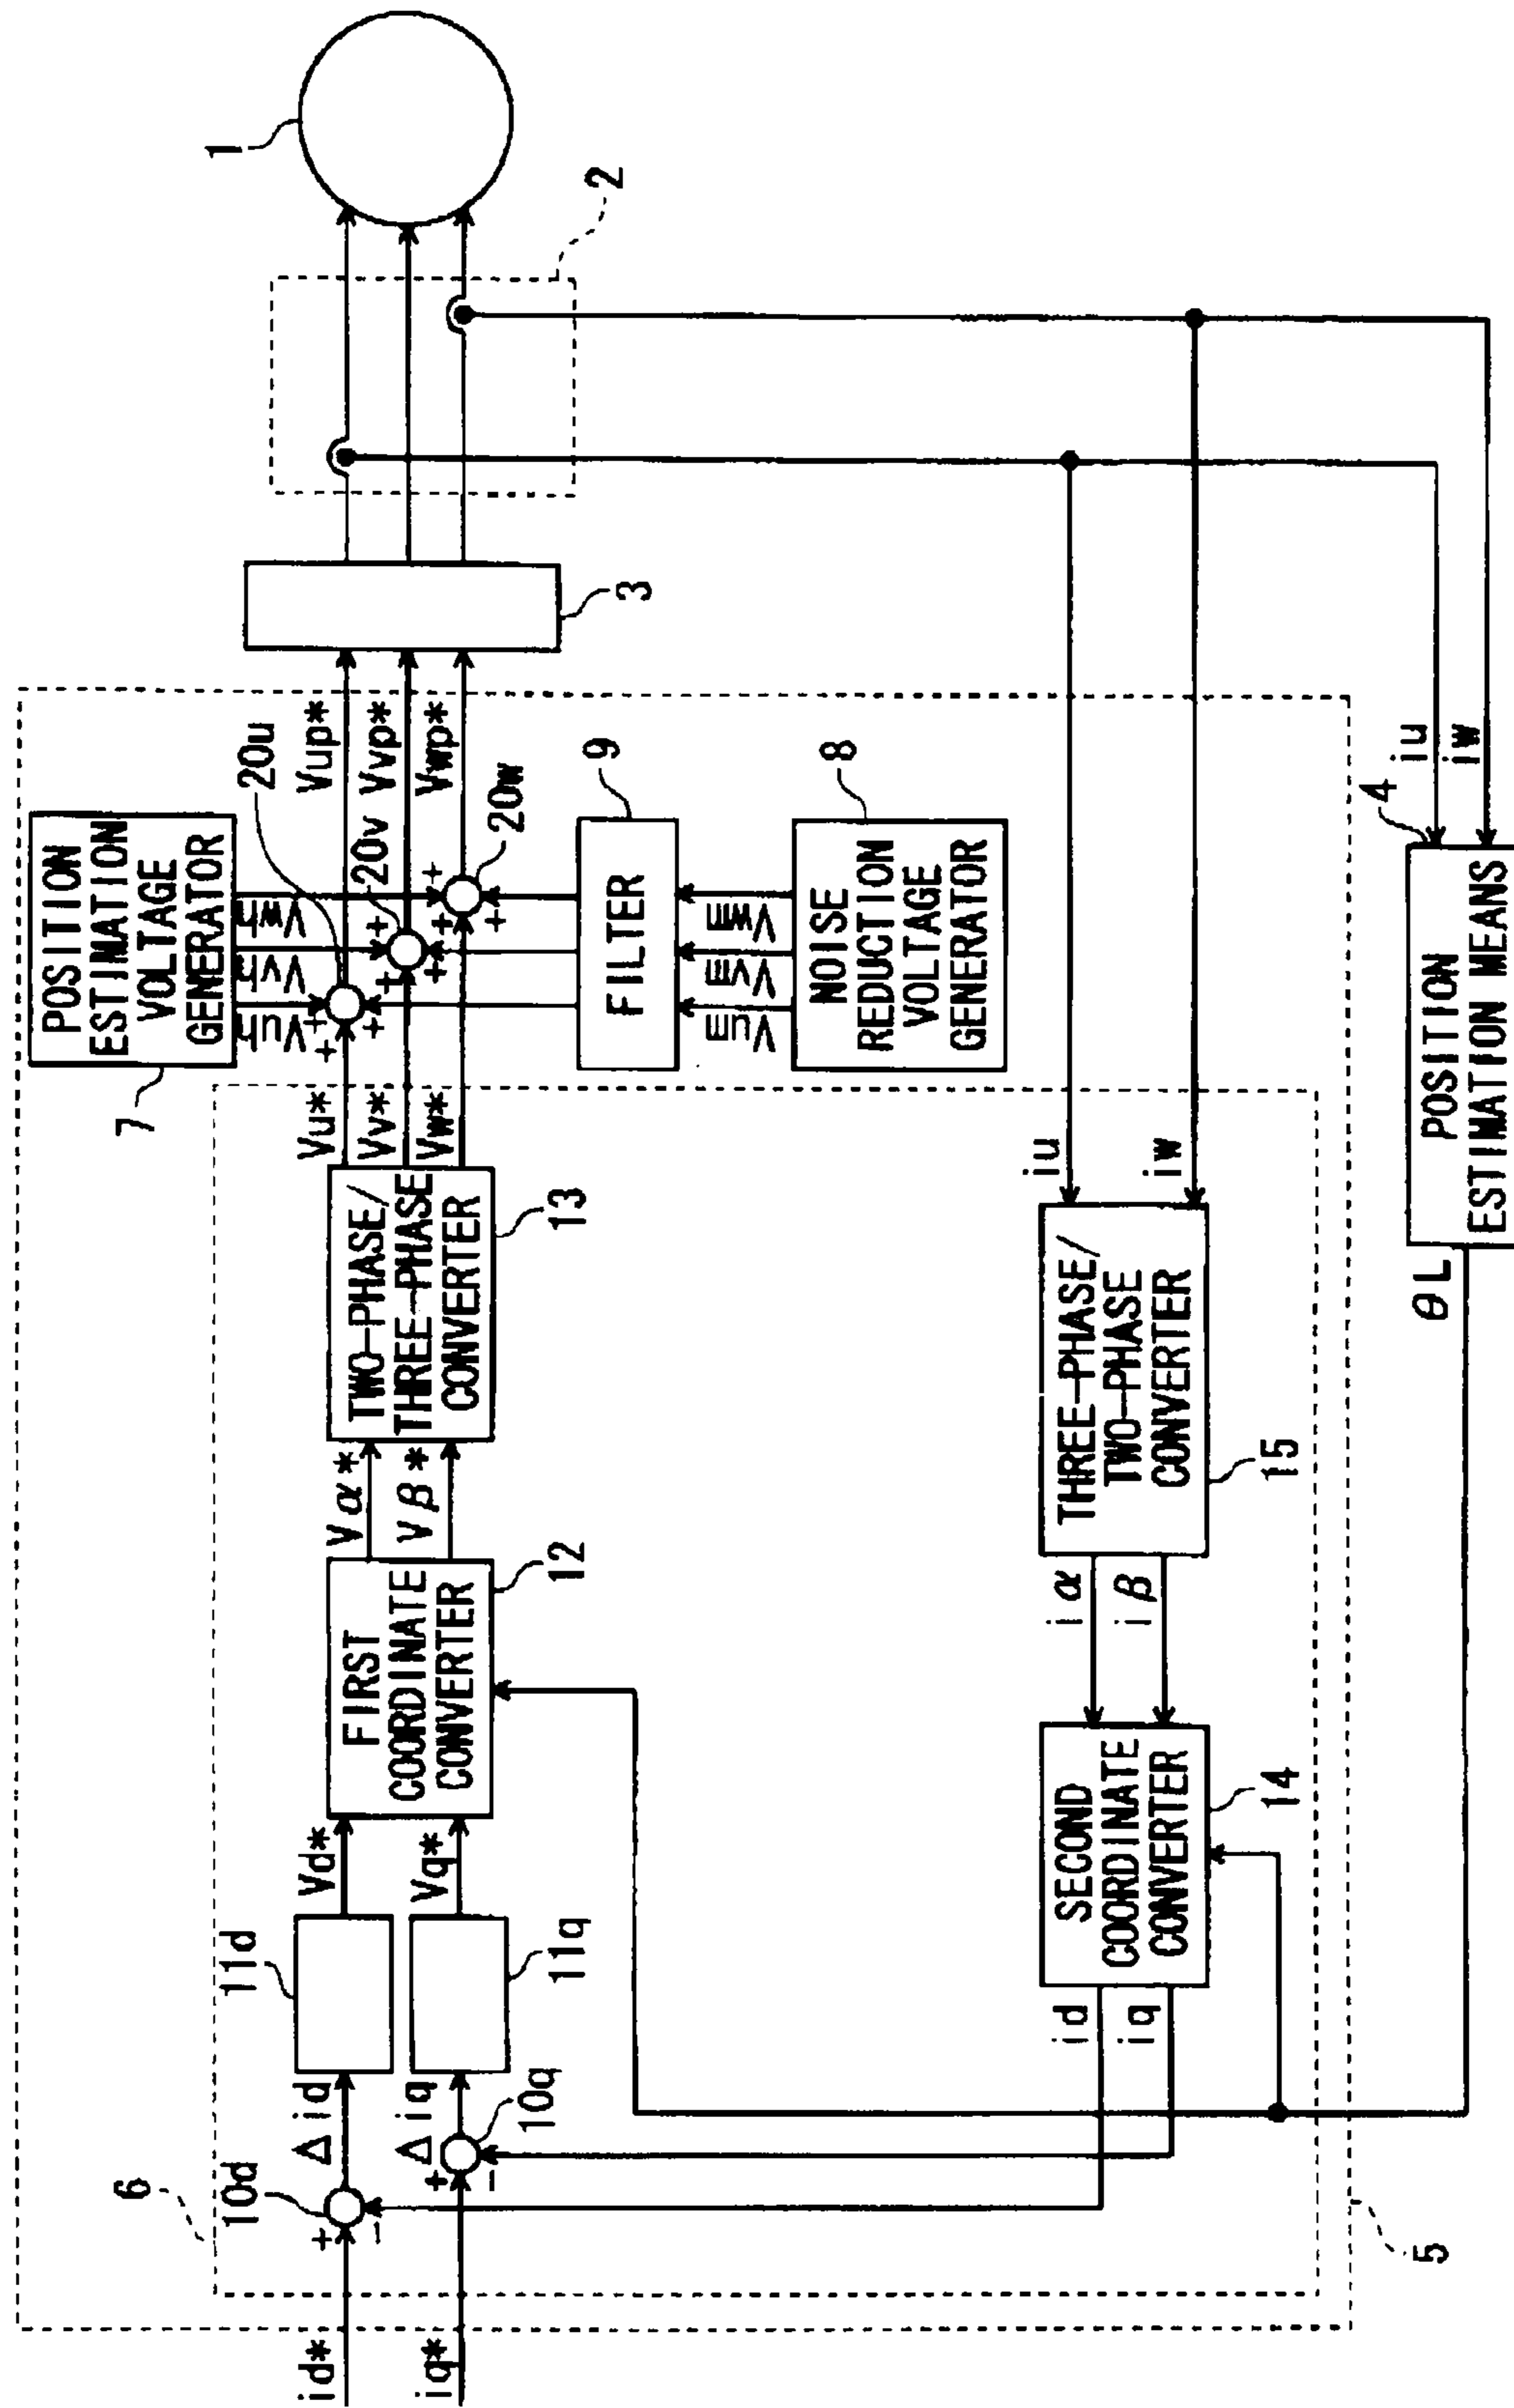 id*
iq*
6
10d
+
-
Δid
11d
Vd*
+
-
10q
Δiq
11q
Vq*
FIRST
COORDINATE
CONVERTER
12
Vα*
Vβ*
TWO-PHASE/
THREE-PHASE
CONVERTER
13
Vu*
Vv*
Vw*
7
POSITION
ESTIMATION
VOLTAGE
GENERATOR
Vuh
Vvh
Vwh
+
+
+
+
+
+
+
+
+
20u
20v
20w
Vup*
Vvp*
Vwp*
FILTER
9
Vum
Vvm
Vwm
NOISE
REDUCTION
VOLTAGE
GENERATOR
8
3
2
1
id
iq
SECOND
COORDINATE
CONVERTER
14
iα
iβ
THREE-PHASE/
TWO-PHASE
CONVERTER
15
iu
iw
5
θL
POSITION
ESTIMATION MEANS
4
iu
iw